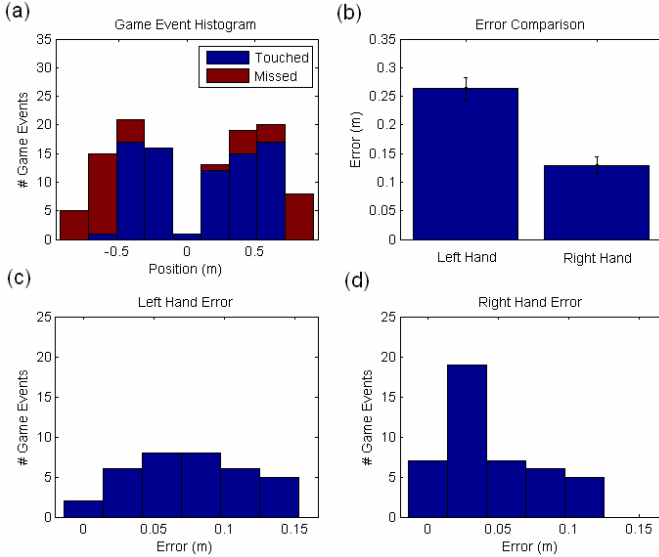 (a)
Game Event Histogram
35
30
25
20
15
10
5
0
# Game Events
Touched
Missed
-0.5 0 0.5
Position (m)
(b)
Error Comparison
0.35
0.3
0.25
0.2
0.15
0.1
0.05
0
Error (m)
Left Hand Right Hand
(c)
Left Hand Error
25
20
15
10
5
0
# Game Events
0 0.05 0.1 0.15
Error (m)
(d)
Right Hand Error
25
20
15
10
5
0
# Game Events
0 0.05 0.1 0.15
Error (m)